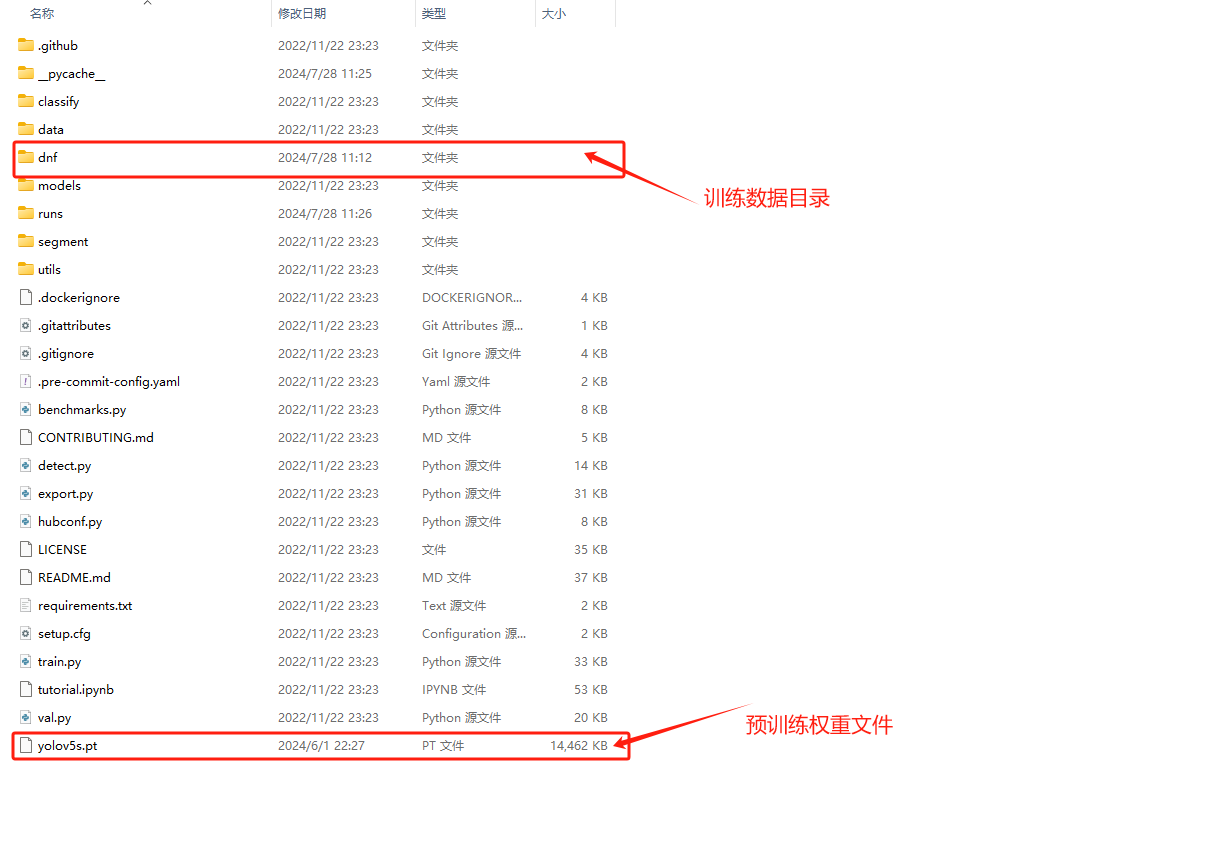 名称 修改日期 类型 大小
.github 2022/11/22 23:23 文件夹
__pycache__ 2024/7/28 11:25 文件夹
classify 2022/11/22 23:23 文件夹
data 2022/11/22 23:23 文件夹
dnf 2024/7/28 11:12 文件夹
models 2022/11/22 23:23 文件夹
训练数据目录
runs 2024/7/28 11:26 文件夹
segment 2022/11/22 23:23 文件夹
utils 2022/11/22 23:23 文件夹
.dockerignore 2022/11/22 23:23 DOCKERIGNOR... 4 KB
.gitattributes 2022/11/22 23:23 Git Attributes 源... 1 KB
.gitignore 2022/11/22 23:23 Git Ignore 源文件 4 KB
.pre-commit-config.yaml 2022/11/22 23:23 Yaml 源文件 2 KB
benchmarks.py 2022/11/22 23:23 Python 源文件 8 KB
CONTRIBUTING.md 2022/11/22 23:23 MD 文件 5 KB
detect.py 2022/11/22 23:23 Python 源文件 14 KB
export.py 2022/11/22 23:23 Python 源文件 31 KB
hubconf.py 2022/11/22 23:23 Python 源文件 8 KB
LICENSE 2022/11/22 23:23 文件 35 KB
README.md 2022/11/22 23:23 MD 文件 37 KB
requirements.txt 2022/11/22 23:23 Text 源文件 2 KB
setup.cfg 2022/11/22 23:23 Configuration 源... 2 KB
train.py 2022/11/22 23:23 Python 源文件 33 KB
tutorial.ipynb 2022/11/22 23:23 IPYNB 文件 53 KB
val.py 2022/11/22 23:23 Python 源文件 20 KB
预训练权重文件
yolov5s.pt 2024/6/1 22:27 PT 文件 14,462 KB